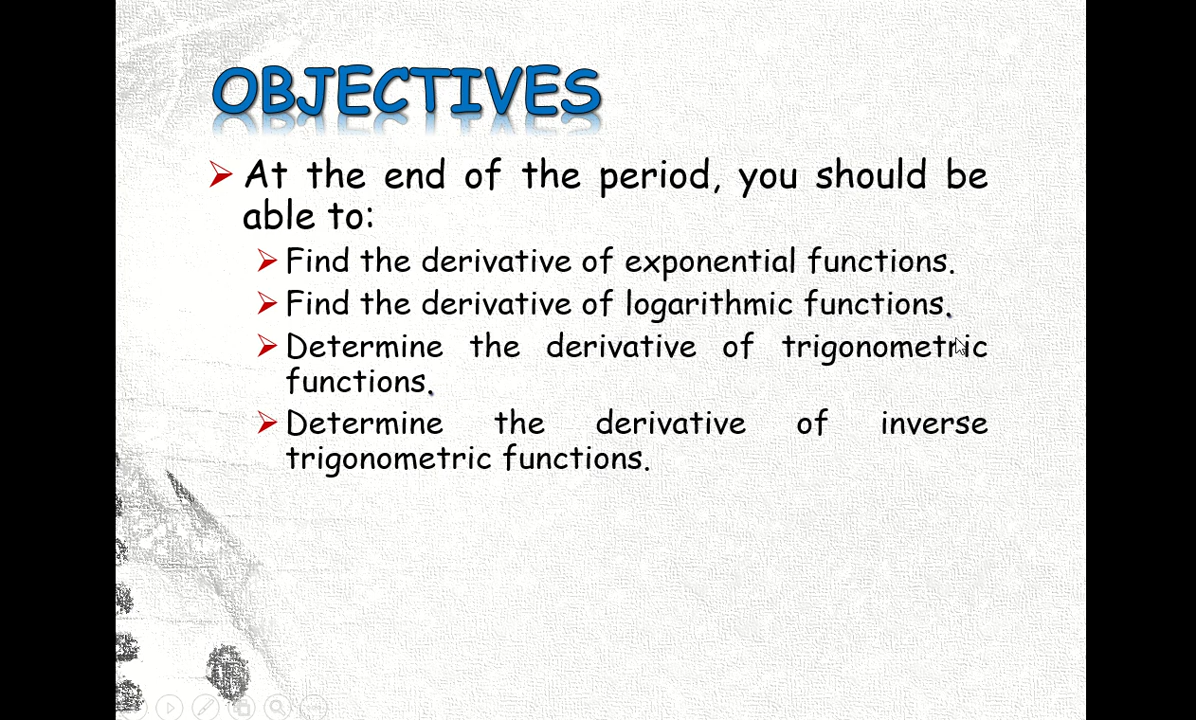 OBJECTIVES
At the end of the period, you should be
able to:
Find the derivative of exponential functions.
Find the derivative of logarithmic functions.
Determine the derivative of trigonometric
functions.
Determine the derivative of inverse
trigonometric functions.